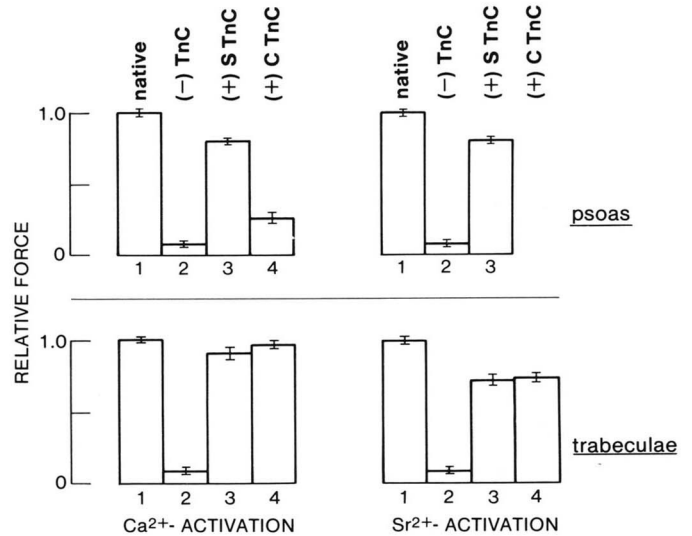 native (−) TnC (+) S TnC (+) C TnC native (−) TnC (+) S TnC (+) C TnC
1.0
psoas
0
1 2 3 4 1 2 3
RELATIVE FORCE
1.0
trabeculae
0
1 2 3 4 1 2 3 4
Ca²⁺- ACTIVATION Sr²⁺- ACTIVATION